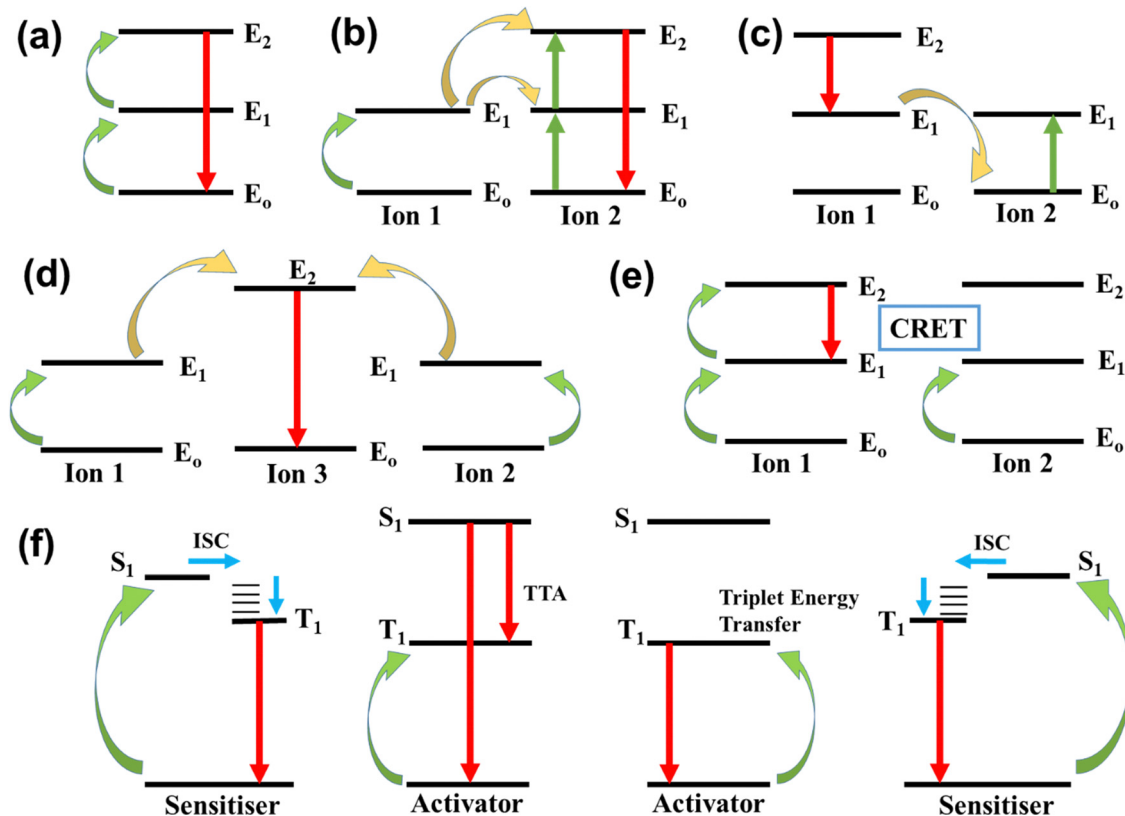 (a)
E₂
E₁
Eₒ
(b)
E₂
E₁
E₁
Eₒ
Eₒ
Ion 1
Ion 2
(c)
E₂
E₁
E₁
Eₒ
Eₒ
Ion 1
Ion 2
(d)
E₂
E₁
E₁
Eₒ
Eₒ
Ion 1
Ion 3
Ion 2
(e)
E₂
E₂
CRET
E₁
E₁
Eₒ
Eₒ
Ion 1
Ion 2
(f)
ISC
S₁
T₁
Sensitiser
S₁
TTA
T₁
Activator
S₁
Triplet Energy
Transfer
T₁
Activator
ISC
S₁
T₁
Sensitiser